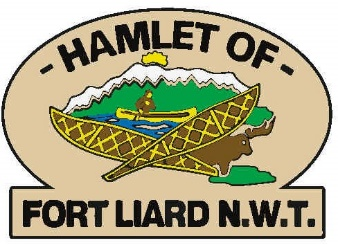 - HAMLET OF -
FORT LIARD N.W.T.